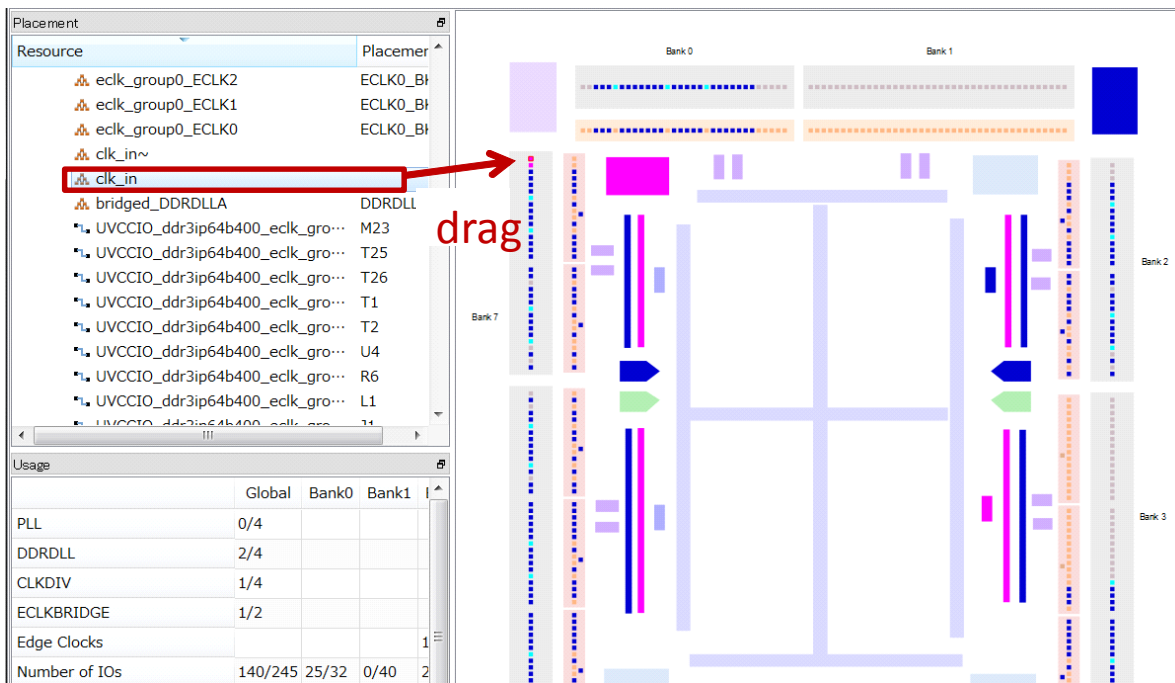 Placement
Resource Placemer
eclk_group0_ECLK2 ECLK0_BK
eclk_group0_ECLK1 ECLK0_BK
eclk_group0_ECLK0 ECLK0_BK
clk_in~
clk_in
bridged_DDRDLLA DDRDLL
UVCCIO_ddr3ip64b400_eclk_gro··· M23
UVCCIO_ddr3ip64b400_eclk_gro··· T25
UVCCIO_ddr3ip64b400_eclk_gro··· T26
UVCCIO_ddr3ip64b400_eclk_gro··· T1
UVCCIO_ddr3ip64b400_eclk_gro··· T2
UVCCIO_ddr3ip64b400_eclk_gro··· U4
UVCCIO_ddr3ip64b400_eclk_gro··· R6
UVCCIO_ddr3ip64b400_eclk_gro··· L1
drag
Bank 0 Bank 1
Bank 2
Bank 7
Bank 3
Usage
Global Bank0 Bank1
PLL 0/4
DDRDLL 2/4
CLKDIV 1/4
ECLKBRIDGE 1/2
Edge Clocks 1
Number of IOs 140/245 25/32 0/40 2